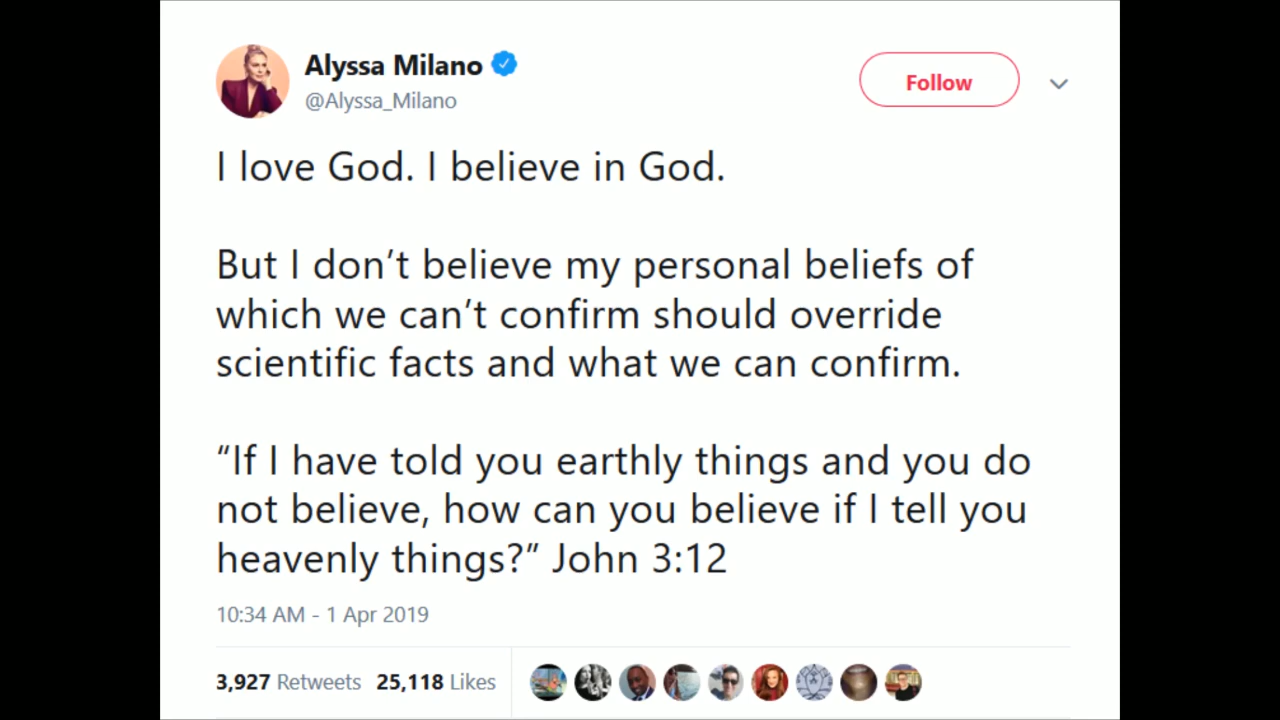 Alyssa Milano
@Alyssa_Milano
Follow
I love God. I believe in God.
But I don’t believe my personal beliefs of
which we can’t confirm should override
scientific facts and what we can confirm.
“If I have told you earthly things and you do
not believe, how can you believe if I tell you
heavenly things?” John 3:12
10:34 AM - 1 Apr 2019
3,927 Retweets 25,118 Likes